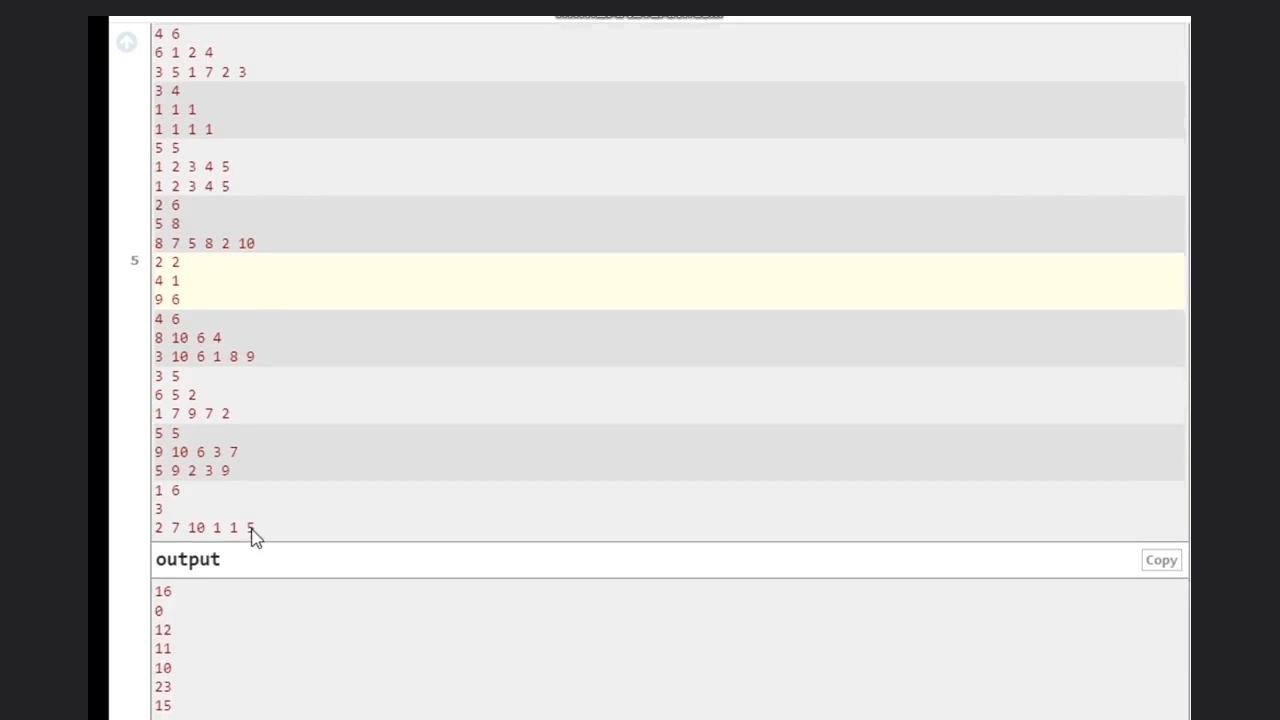 4 6
6 1 2 4
3 5 1 7 2 3
3 4
1 1 1
1 1 1 1
5 5
1 2 3 4 5
1 2 3 4 5
2 6
5 8
8 7 5 8 2 10
5
2 2
4 1
9 6
4 6
8 10 6 4
3 10 6 1 8 9
3 5
6 5 2
1 7 9 7 2
5 5
9 10 6 3 7
5 9 2 3 9
1 6
3
2 7 10 1 1 5
output
Copy
16
0
12
11
10
23
15